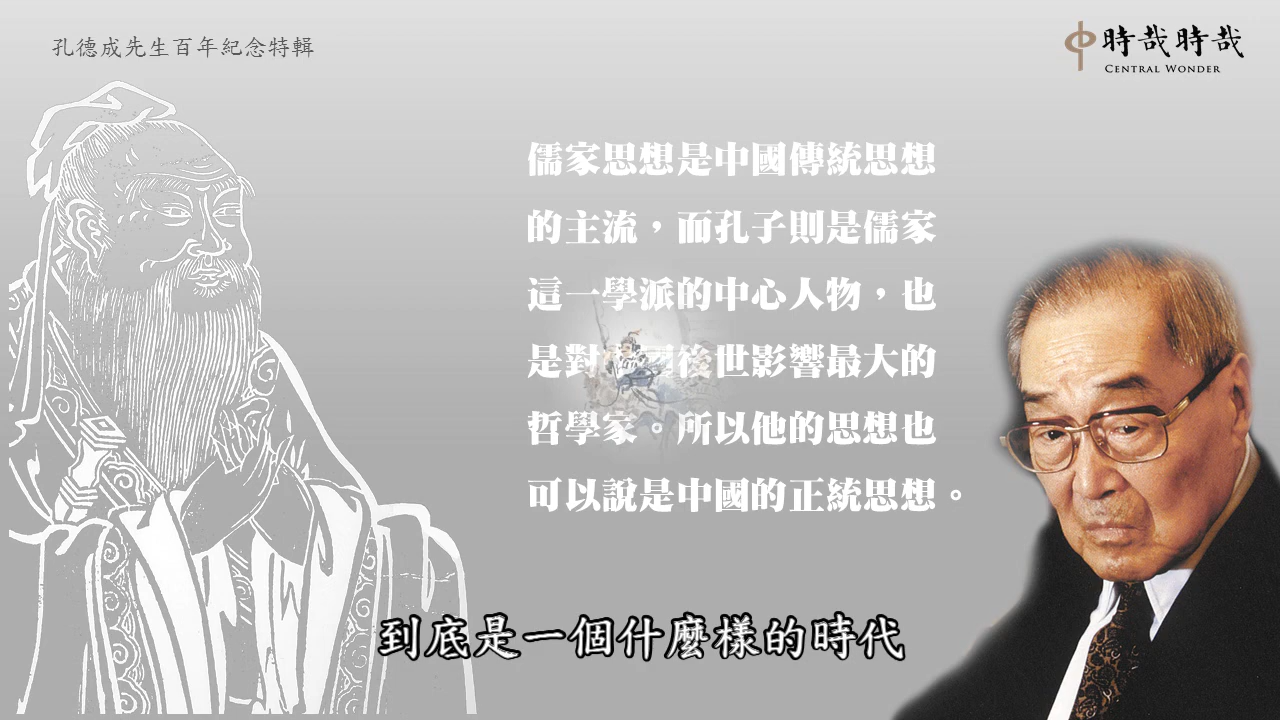 孔德成先生百年紀念特輯
時哉時哉
CENTRAL WONDER
儒家思想是中國傳統思想
的主流，而孔子則是儒家
這一學派的中心人物，也
是對中國後世影響最大的
哲學家。所以他的思想也
可以說是中國的正統思想。
到底是一個什麼樣的時代